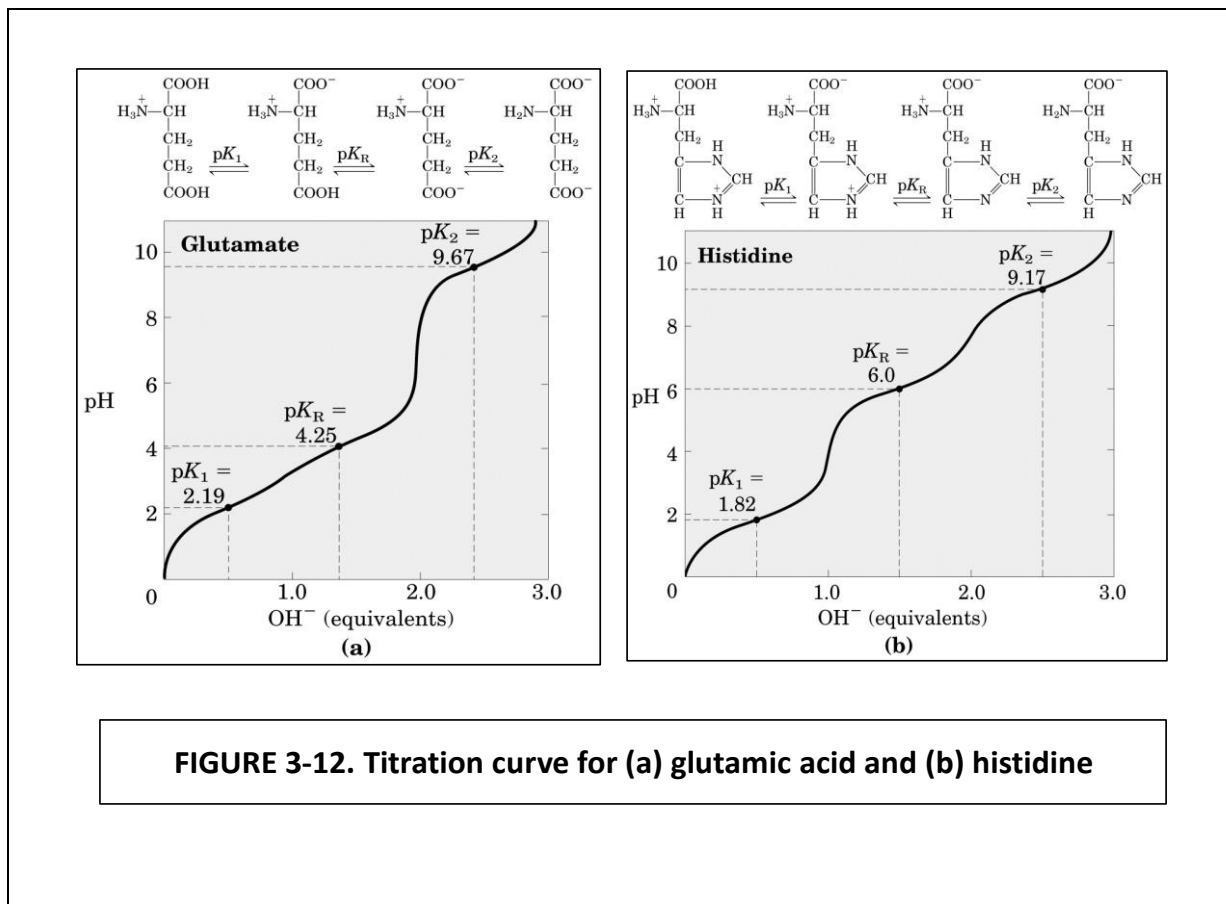 COOH
H₃N⁺—CH
CH₂
CH₂
COOH
pK₁
COO⁻
H₃N⁺—CH
CH₂
CH₂
COOH
pKR
COO⁻
H₃N⁺—CH
CH₂
CH₂
COO⁻
pK₂
COO⁻
H₂N—CH
CH₂
CH₂
COO⁻
Glutamate
pK₂ =
9.67
pKR =
4.25
pK₁ =
2.19
pH
10
8
6
4
2
0
1.0
2.0
3.0
OH⁻ (equivalents)
(a)
COOH
H₃N⁺—CH
CH₂
H
N
CH
N⁺
C
H
H
pK₁
COO⁻
H₃N⁺—CH
CH₂
H
N
CH
N⁺
C
H
H
pKR
COO⁻
H₃N⁺—CH
CH₂
H
N
CH
N
C
H
pK₂
COO⁻
H₂N—CH
CH₂
H
N
CH
N
C
H
Histidine
pK₂ =
9.17
pKR =
6.0
pK₁ =
1.82
pH
10
8
6
4
2
0
1.0
2.0
3.0
OH⁻ (equivalents)
(b)
FIGURE 3-12. Titration curve for (a) glutamic acid and (b) histidine